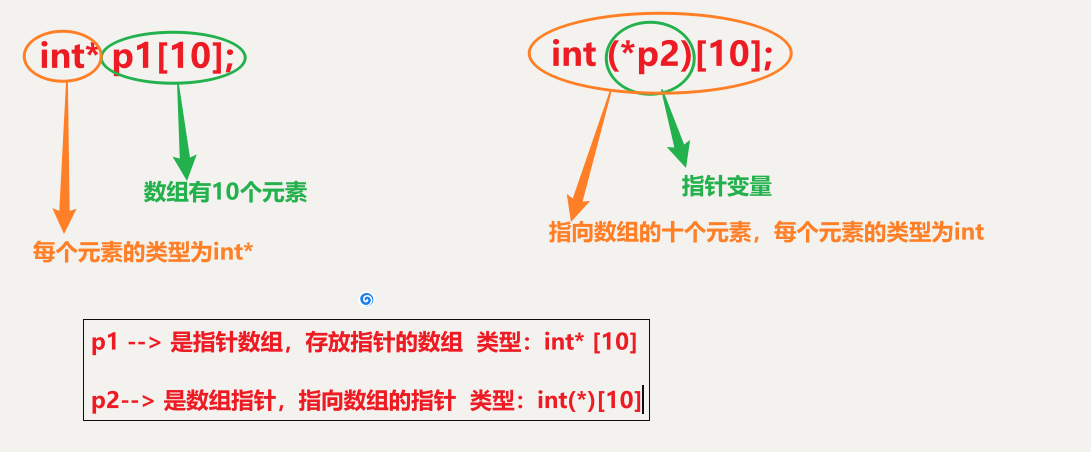 int* p1[10];
int (*p2)[10];
数组有10个元素
指针变量
每个元素的类型为int*
指向数组的十个元素，每个元素的类型为int
p1 --> 是指针数组，存放指针的数组 类型：int* [10]
p2--> 是数组指针，指向数组的指针 类型：int(*)[10]